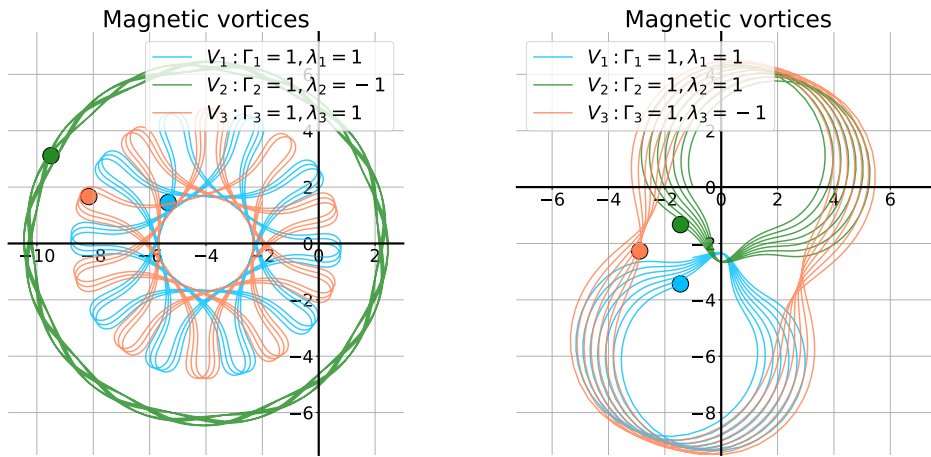 Magnetic vortices
V₁ : Γ₁ = 1, λ₁ = 1
V₂ : Γ₂ = 1, λ₂ = −1
V₃ : Γ₃ = 1, λ₃ = 1
4
2
0
−10 −8 −6 −4 −2 0 2
−2
−4
−6
Magnetic vortices
V₁ : Γ₁ = 1, λ₁ = 1
V₂ : Γ₂ = 1, λ₂ = 1
V₃ : Γ₃ = 1, λ₃ = −1
4
2
0
−6 −4 −2 0 2 4 6
−2
−4
−6
−8